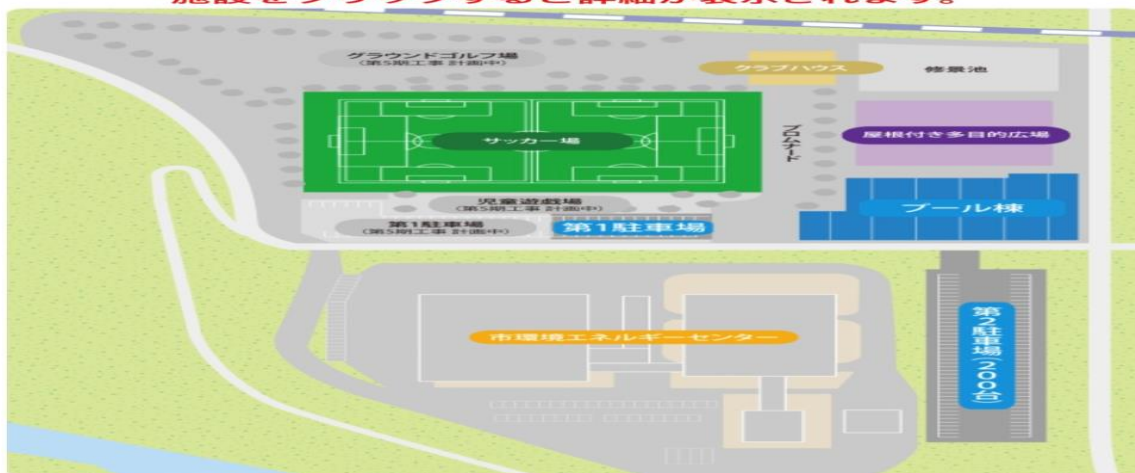 施設をクリックすると詳細が表示されます。
グラウンドゴルフ場
(第5期工事 計画中)
クラブハウス
修景池
サッカー場
プロムナード
屋根付き多目的広場
児童遊戯場
(第5期工事 計画中)
プール棟
第1駐車場
(第5期工事 計画中)
第1駐車場
市環境エネルギーセンター
第2駐車場(200台)